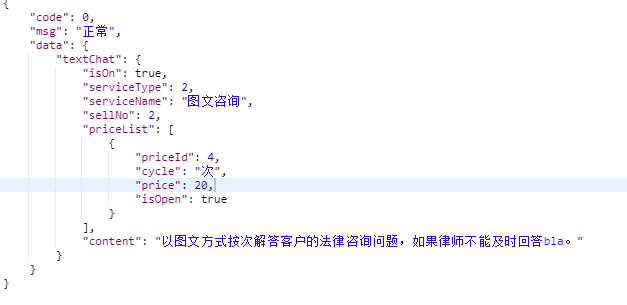 {
"code": 0,
"msg": "正常",
"data": {
"textChat": {
"isOn": true,
"serviceType": 2,
"serviceName": "图文咨询",
"sellNo": 2,
"priceList": [
{
"priceId": 4,
"cycle": "次",
"price": 20,
"isOpen": true
}
],
"content": "以图文方式按次解答客户的法律咨询问题，如果律师不能及时回答bla。"
}
}
}